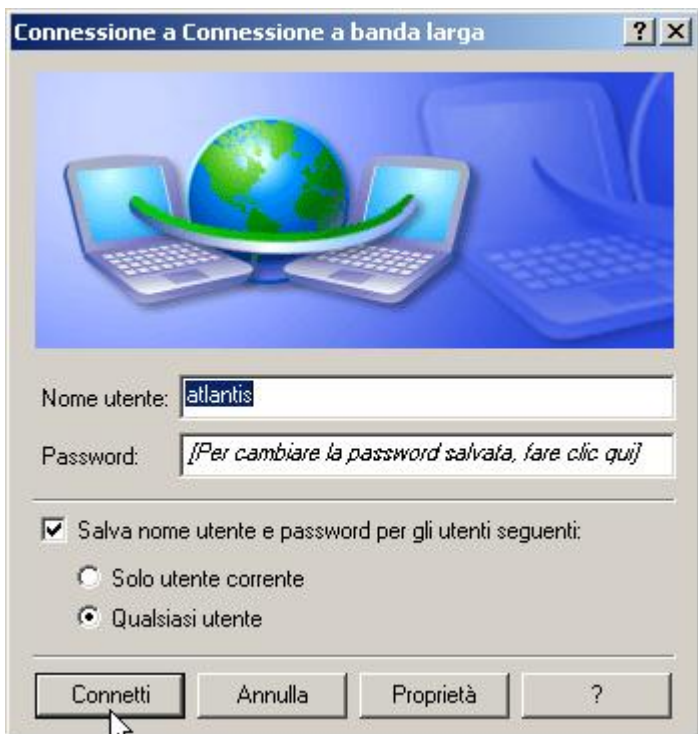 Connessione a Connessione a banda larga
Nome utente: atlantis
Password: [Per cambiare la password salvata, fare clic qui]
Salva nome utente e password per gli utenti seguenti:
Solo utente corrente
Qualsiasi utente
Connetti Annulla Proprietà ?